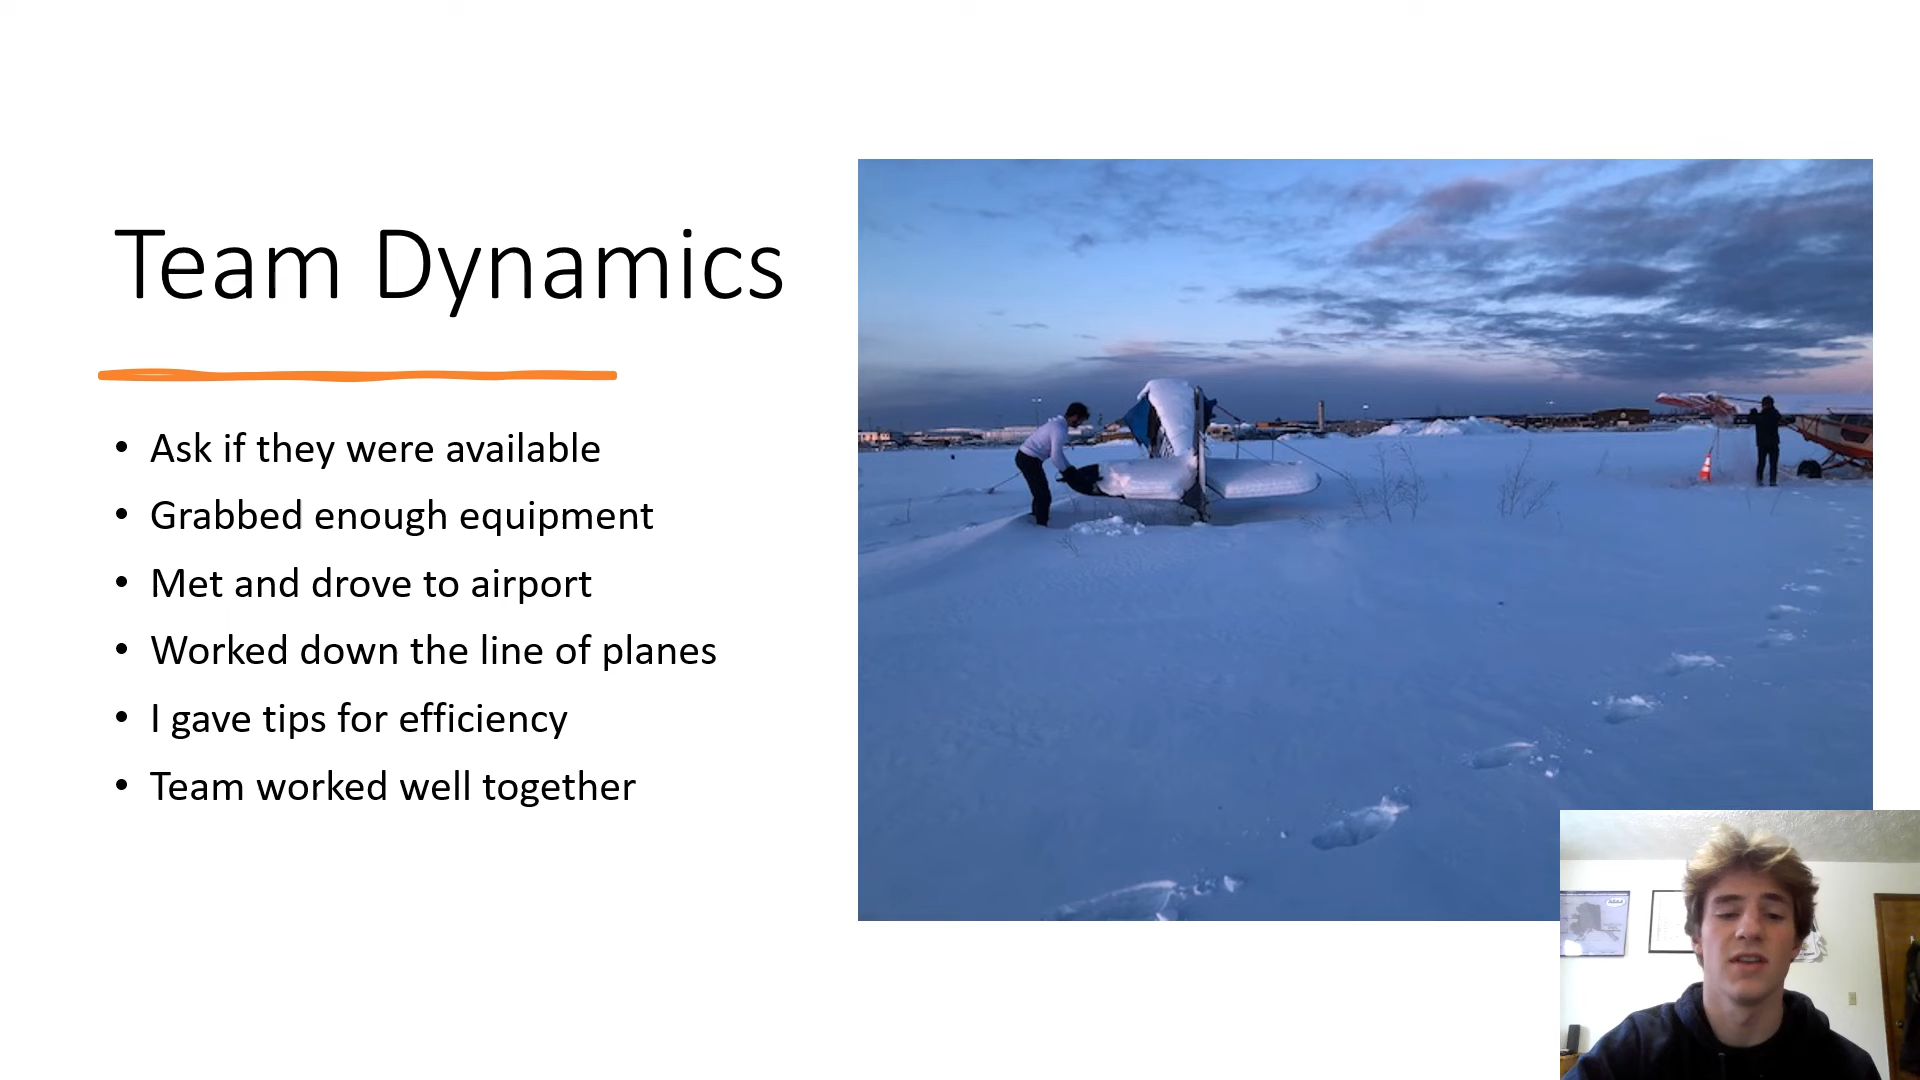 Team Dynamics
• Ask if they were available
• Grabbed enough equipment
• Met and drove to airport
• Worked down the line of planes
• I gave tips for efficiency
• Team worked well together